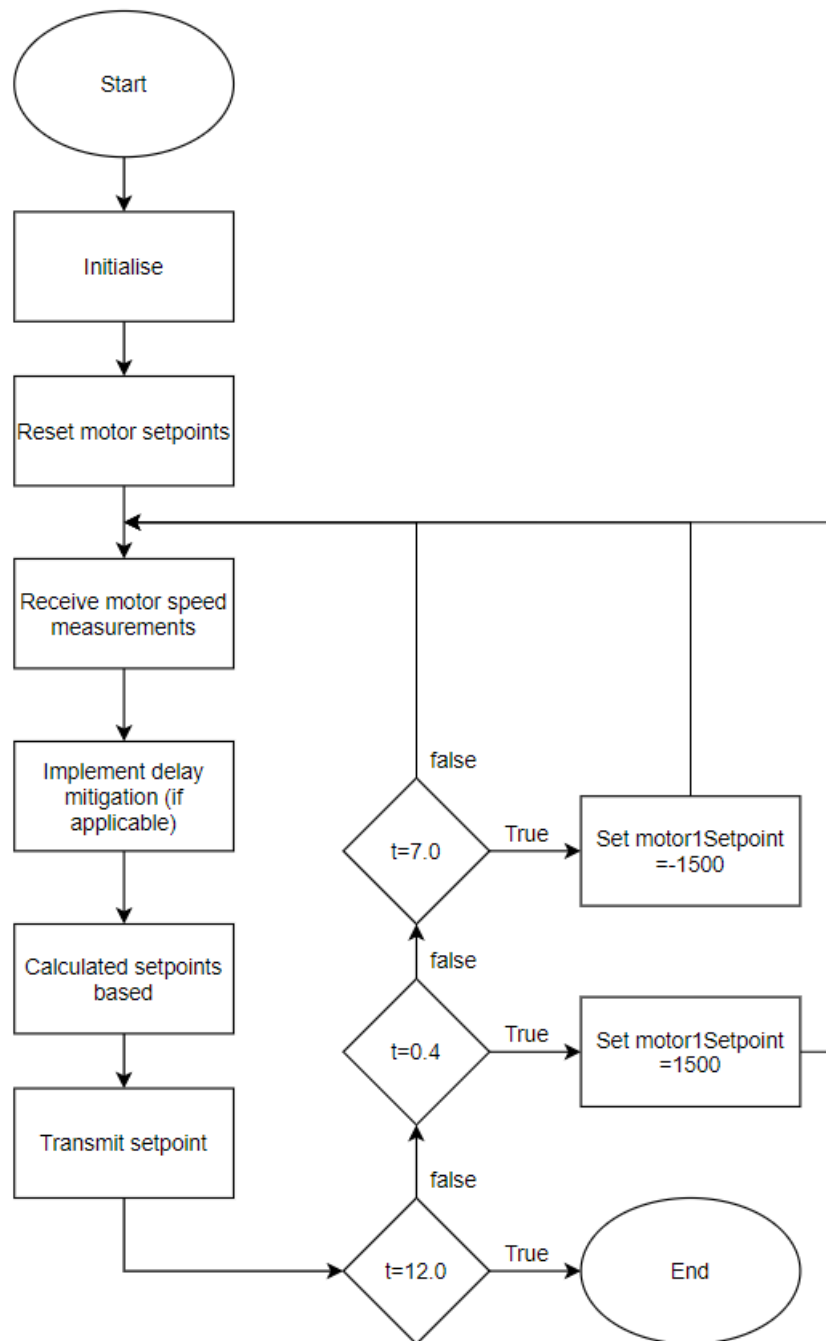 Start
Initialise
Reset motor setpoints
Receive motor speed
measurements
Implement delay
mitigation (if
applicable)
Calculated setpoints
based
Transmit setpoint
t=12.0
True
End
false
t=0.4
True
Set motor1Setpoint
=1500
false
t=7.0
True
Set motor1Setpoint
=-1500
false